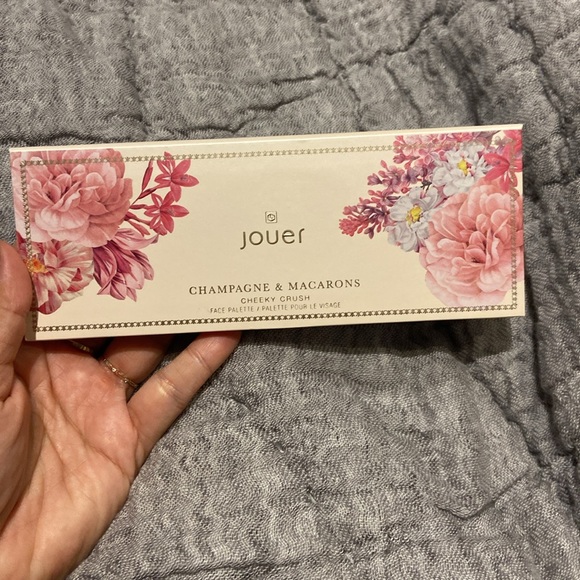 jouer
CHAMPAGNE & MACARONS
CHEEKY CRUSH
FACE PALETTE / PALETTE POUR LE VISAGE